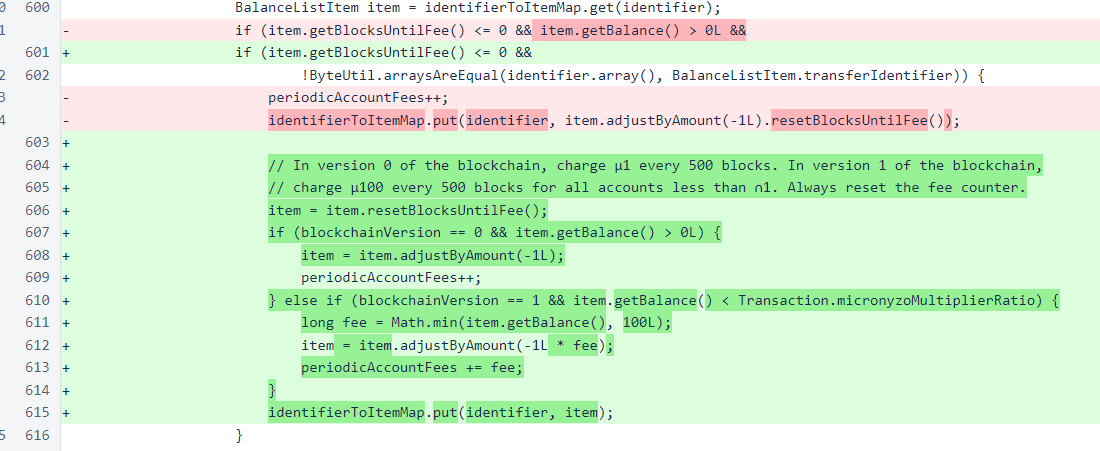 0 600 BalanceListItem item = identifierToItemMap.get(identifier);
1 - if (item.getBlocksUntilFee() <= 0 && item.getBalance() > 0L &&
601 + if (item.getBlocksUntilFee() <= 0 &&
2 602 !ByteUtil.arraysAreEqual(identifier.array(), BalanceListItem.transferIdentifier)) {
3 - periodicAccountFees++;
4 - identifierToItemMap.put(identifier, item.adjustByAmount(-1L).resetBlocksUntilFee());
603 +
604 + // In version 0 of the blockchain, charge µ1 every 500 blocks. In version 1 of the blockchain,
605 + // charge µ100 every 500 blocks for all accounts less than n1. Always reset the fee counter.
606 + item = item.resetBlocksUntilFee();
607 + if (blockchainVersion == 0 && item.getBalance() > 0L) {
608 + item = item.adjustByAmount(-1L);
609 + periodicAccountFees++;
610 + } else if (blockchainVersion == 1 && item.getBalance() < Transaction.micronyzoMultiplierRatio) {
611 + long fee = Math.min(item.getBalance(), 100L);
612 + item = item.adjustByAmount(-1L * fee);
613 + periodicAccountFees += fee;
614 + }
615 + identifierToItemMap.put(identifier, item);
5 616 }